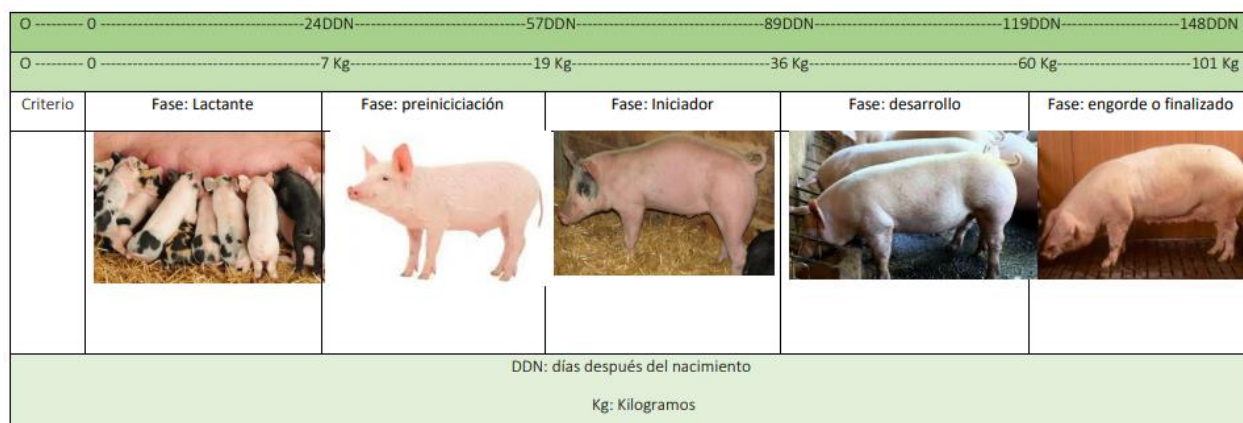 O --------- 0 ---------------------------------24DDN----------------------------57DDN------------------------------89DDN------------------------------------119DDN-------------------148DDN
O --------- 0 ------------------------------------7 Kg-----------------------------19 Kg--------------------------------36 Kg----------------------------------60 Kg----------------------101 Kg
Criterio Fase: Lactante Fase: preiniciciación Fase: Iniciador Fase: desarrollo Fase: engorde o finalizado
DDN: días después del nacimiento
Kg: Kilogramos